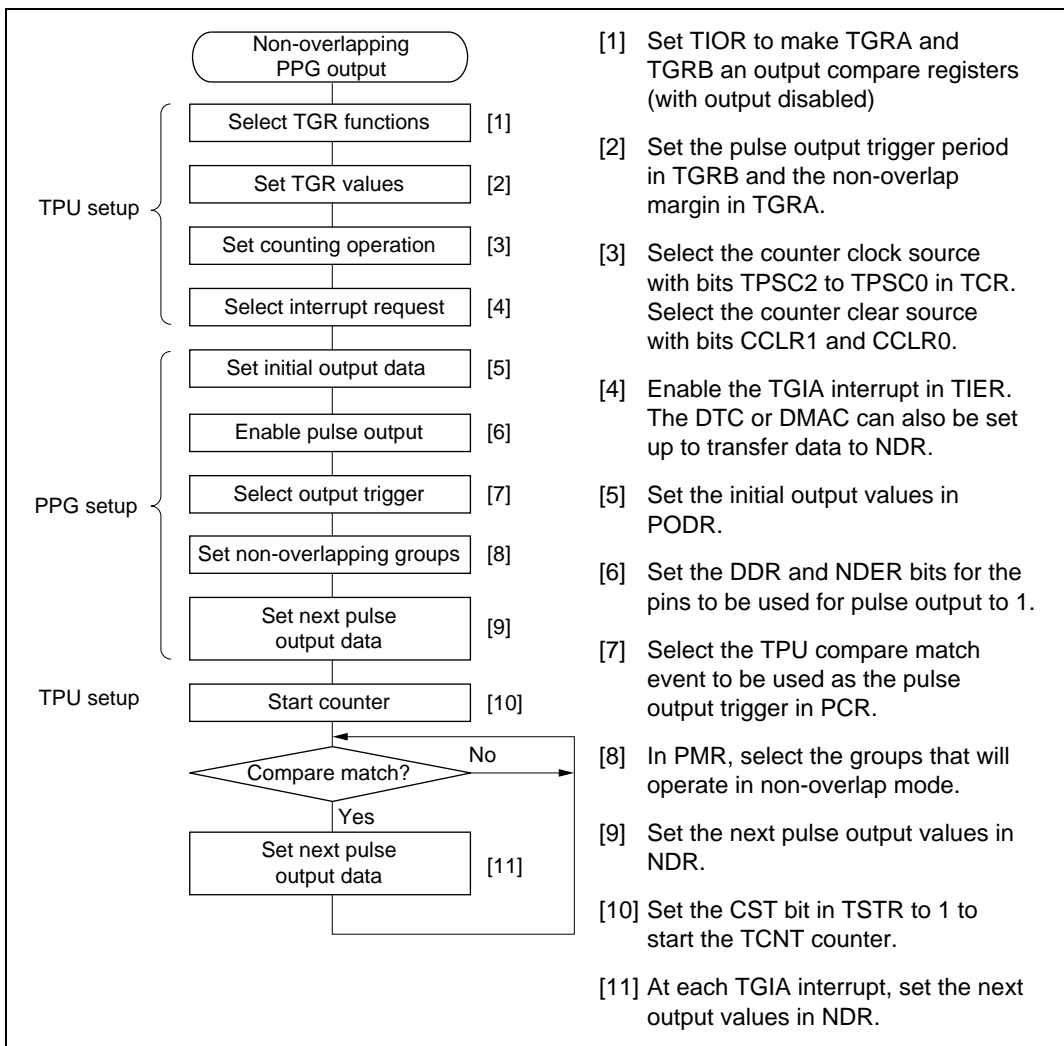 Non-overlapping
PPG output
TPU setup
Select TGR functions [1]
Set TGR values [2]
Set counting operation [3]
Select interrupt request [4]
PPG setup
Set initial output data [5]
Enable pulse output [6]
Select output trigger [7]
Set non-overlapping groups [8]
Set next pulse
output data [9]
TPU setup
Start counter [10]
Compare match?
No
Yes
Set next pulse
output data [11]
[1] Set TIOR to make TGRA and
TGRB an output compare registers
(with output disabled)
[2] Set the pulse output trigger period
in TGRB and the non-overlap
margin in TGRA.
[3] Select the counter clock source
with bits TPSC2 to TPSC0 in TCR.
Select the counter clear source
with bits CCLR1 and CCLR0.
[4] Enable the TGIA interrupt in TIER.
The DTC or DMAC can also be set
up to transfer data to NDR.
[5] Set the initial output values in
PODR.
[6] Set the DDR and NDER bits for the
pins to be used for pulse output to 1.
[7] Select the TPU compare match
event to be used as the pulse
output trigger in PCR.
[8] In PMR, select the groups that will
operate in non-overlap mode.
[9] Set the next pulse output values in
NDR.
[10] Set the CST bit in TSTR to 1 to
start the TCNT counter.
[11] At each TGIA interrupt, set the next
output values in NDR.